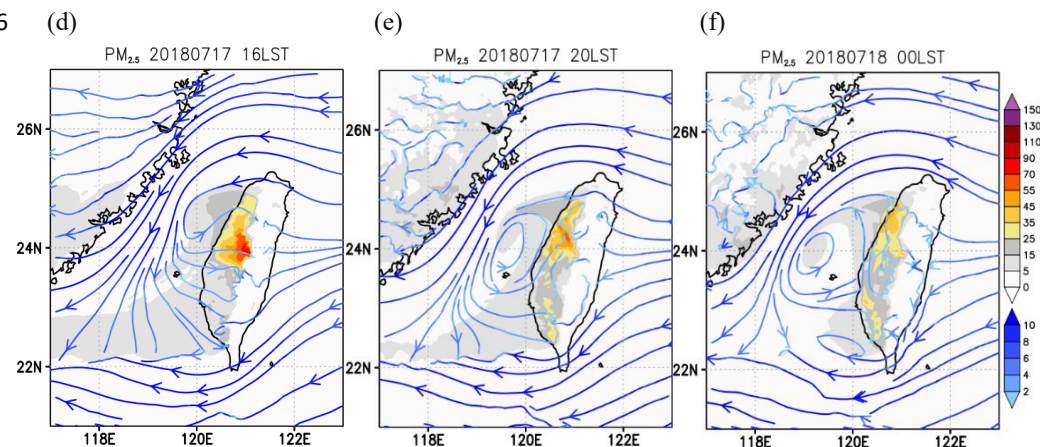 6
(d)
(e)
(f)
PM₂.₅ 20180717 16LST
PM₂.₅ 20180717 20LST
PM₂.₅ 20180718 00LST
26N
24N
22N
118E 120E 122E
26N
24N
22N
118E 120E 122E
26N
24N
22N
118E 120E 122E
150
130
110
90
70
55
45
35
25
15
5
0
10
8
6
4
2